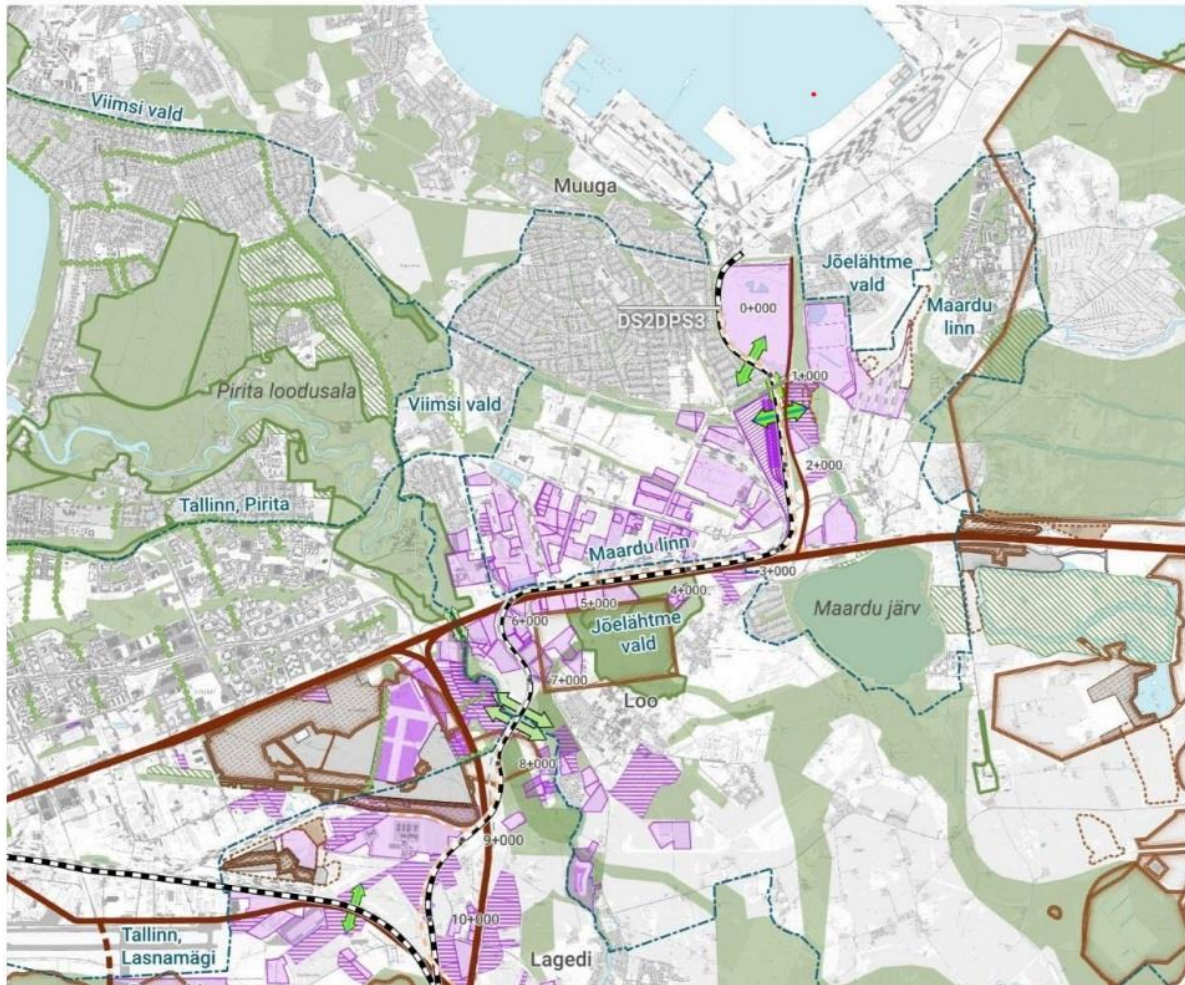 Viimsi vald
Muuga
Jõelähtme
vald
Maardu
linn
0+000
DS2DPS3
1+000
Pirita loodusala
Viimsi vald
2+000
Tallinn, Pirita
Maardu linn
3+000
4+000
5+000
6+000
Jõelähtme
vald
Maardu järv
7+000
Loo
8+000
9+000
10+000
Tallinn,
Lasnamägi
Lagedi